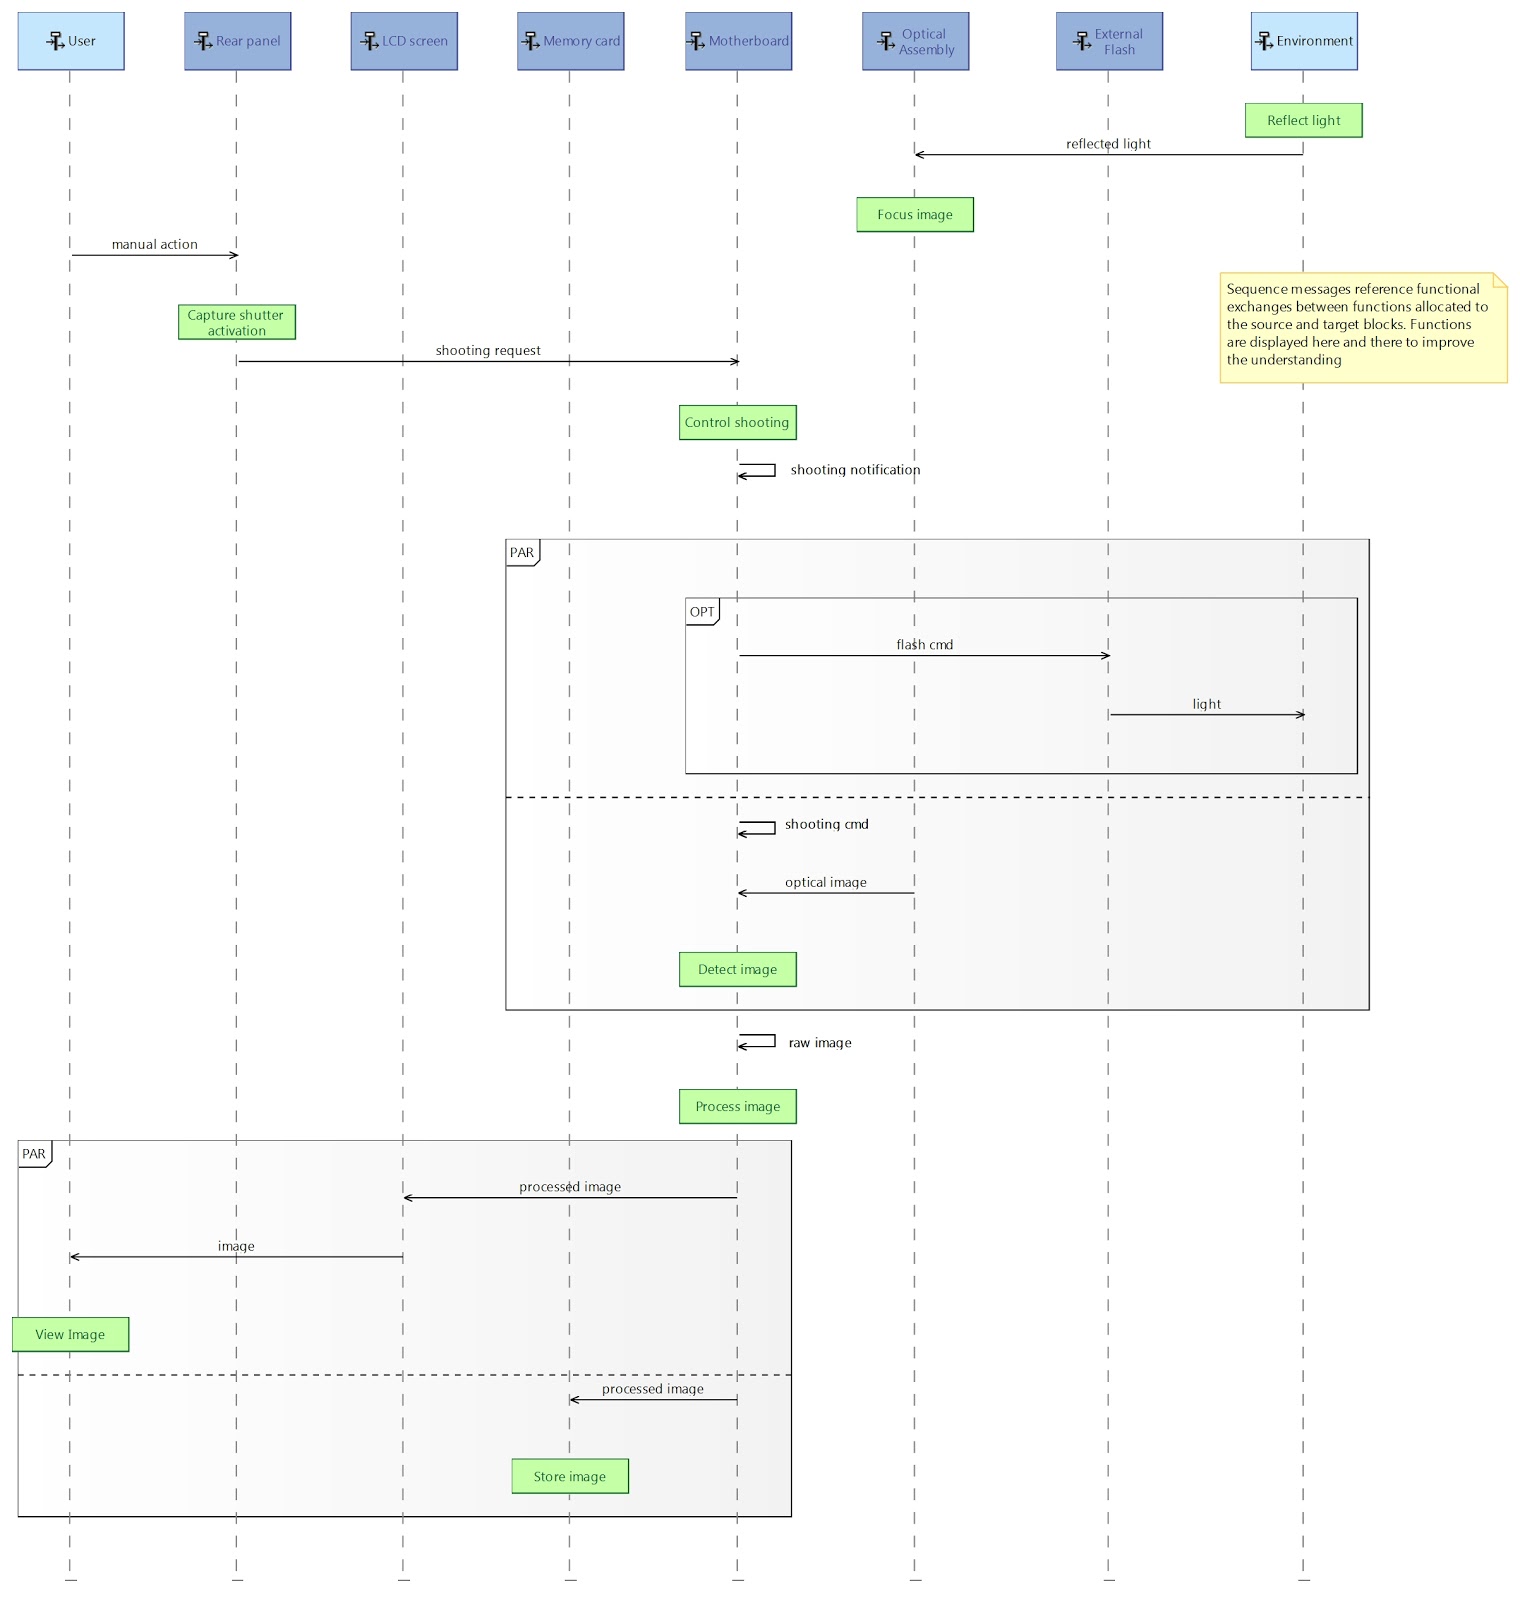 User
Rear panel
LCD screen
Memory card
Motherboard
Optical
Assembly
External
Flash
Environment
Reflect light
reflected light
Focus image
manual action
Sequence messages reference functional
exchanges between functions allocated to
the source and target blocks. Functions
are displayed here and there to improve
the understanding
Capture shutter
activation
shooting request
Control shooting
shooting notification
PAR
OPT
flash cmd
light
shooting cmd
optical image
Detect image
raw image
Process image
PAR
processed image
image
View Image
processed image
Store image